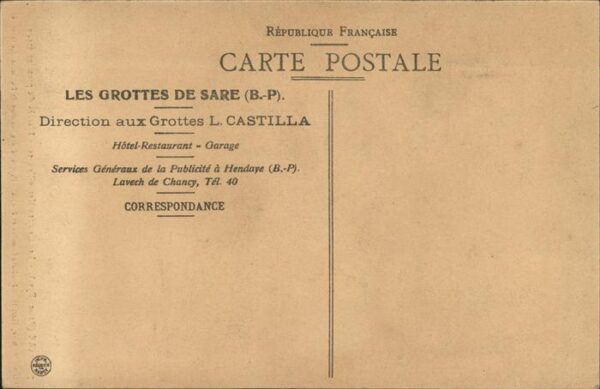 RÉPUBLIQUE FRANÇAISE
CARTE POSTALE
LES GROTTES DE SARE (B.-P).
Direction aux Grottes L. CASTILLA
Hôtel-Restaurant - Garage
Services Généraux de la Publicité à Hendaye (B.-P).
Lavech de Chancy, Tél. 40
CORRESPONDANCE